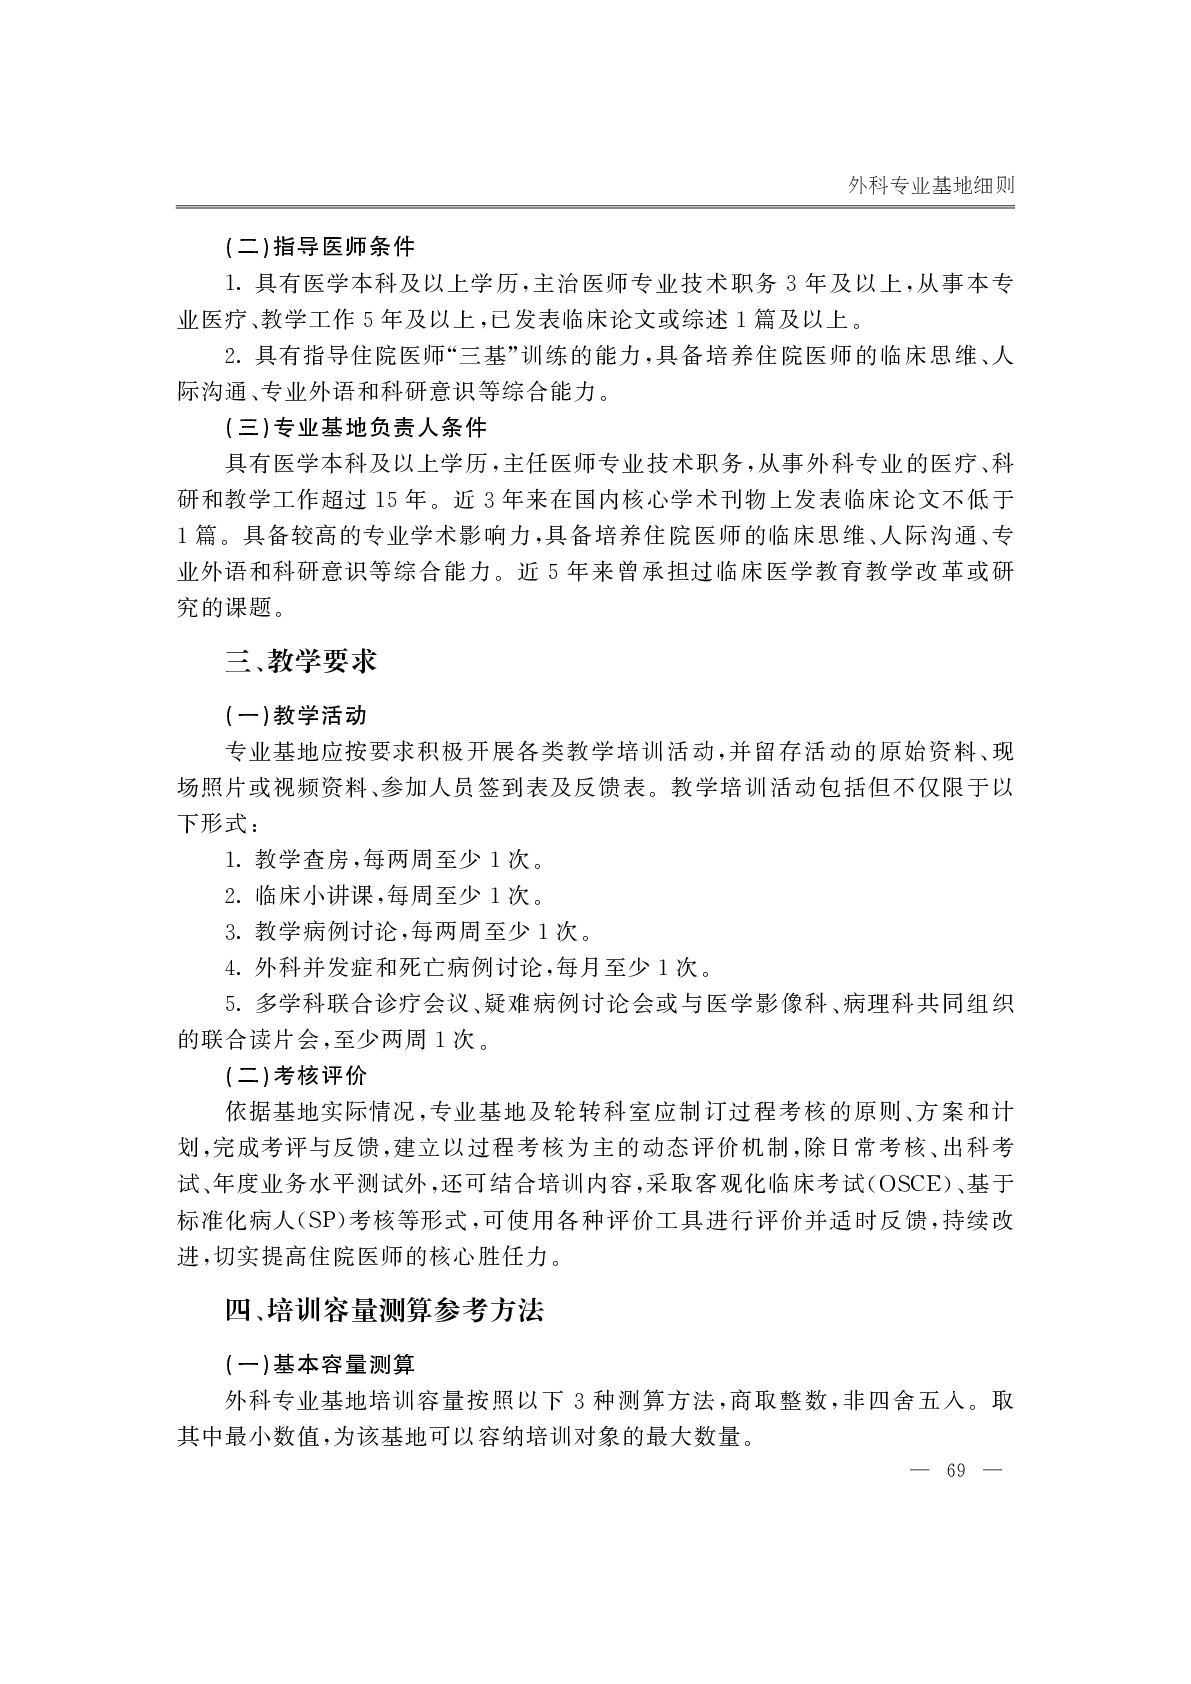 外科专业基地细则
(二)指导医师条件
1. 具有医学本科及以上学历,主治医师专业技术职务 3 年及以上,从事本专
业医疗、教学工作 5 年及以上,已发表临床论文或综述 1 篇及以上。
2. 具有指导住院医师“三基”训练的能力,具备培养住院医师的临床思维、人
际沟通、专业外语和科研意识等综合能力。
(三)专业基地负责人条件
具有医学本科及以上学历,主任医师专业技术职务,从事外科专业的医疗、科
研和教学工作超过 15 年。近 3 年来在国内核心学术刊物上发表临床论文不低于
1 篇。具备较高的专业学术影响力,具备培养住院医师的临床思维、人际沟通、专
业外语和科研意识等综合能力。近 5 年来曾承担过临床医学教育教学改革或研
究的课题。
三、教学要求
(一)教学活动
专业基地应按要求积极开展各类教学培训活动,并留存活动的原始资料、现
场照片或视频资料、参加人员签到表及反馈表。教学培训活动包括但不仅限于以
下形式:
1. 教学查房,每两周至少 1 次。
2. 临床小讲课,每周至少 1 次。
3. 教学病例讨论,每两周至少 1 次。
4. 外科并发症和死亡病例讨论,每月至少 1 次。
5. 多学科联合诊疗会议、疑难病例讨论会或与医学影像科、病理科共同组织
的联合读片会,至少两周 1 次。
(二)考核评价
依据基地实际情况,专业基地及轮转科室应制订过程考核的原则、方案和计
划,完成考评与反馈,建立以过程考核为主的动态评价机制,除日常考核、出科考
试、年度业务水平测试外,还可结合培训内容,采取客观化临床考试(OSCE)、基于
标准化病人(SP)考核等形式,可使用各种评价工具进行评价并适时反馈,持续改
进,切实提高住院医师的核心胜任力。
四、培训容量测算参考方法
(一)基本容量测算
外科专业基地培训容量按照以下 3 种测算方法,商取整数,非四舍五入。取
其中最小数值,为该基地可以容纳培训对象的最大数量。
— 69 —